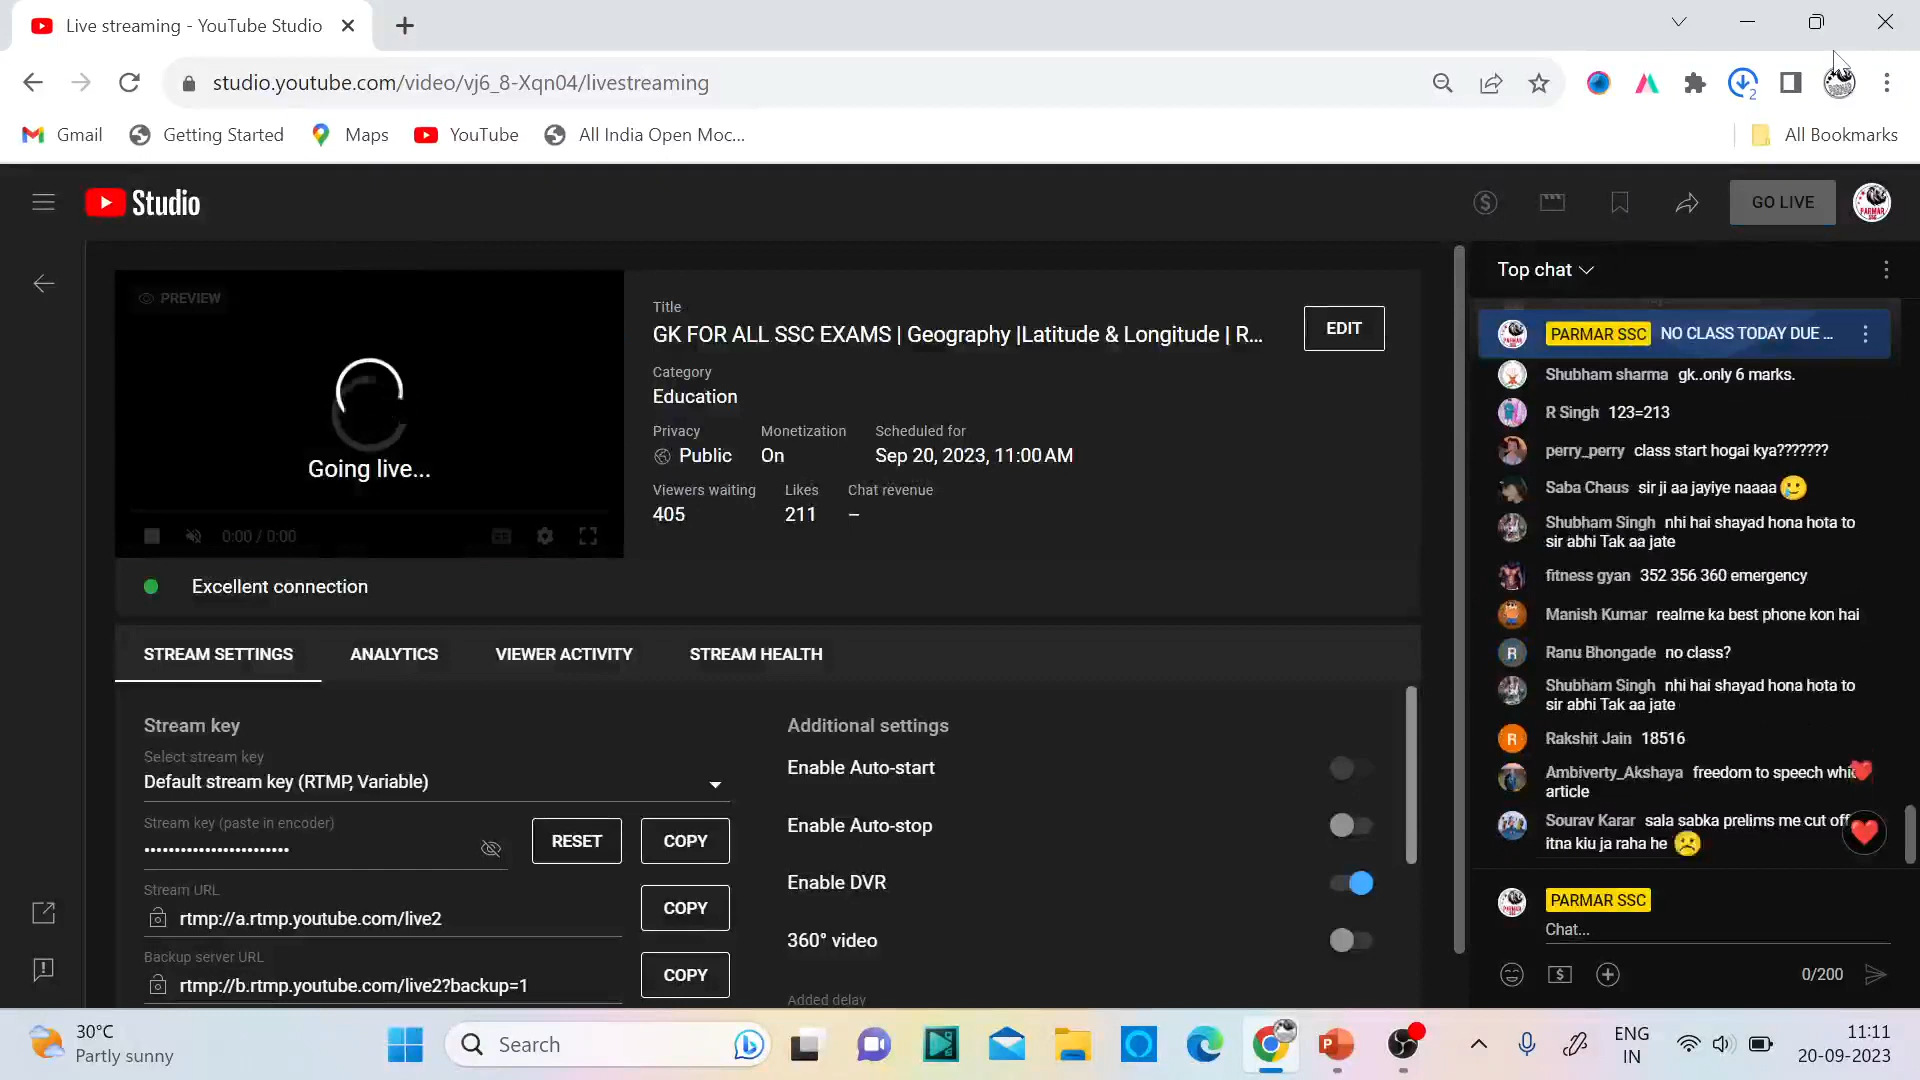 Live streaming - YouTube Studio
studio.youtube.com/video/vj6_8-Xqn04/livestreaming
2
Gmail
Getting Started
Maps
YouTube
All India Open Moc...
All Bookmarks
Studio
GO LIVE
PREVIEW
Going live...
0:00 / 0:00
Excellent connection
Title
GK FOR ALL SSC EXAMS | Geography |Latitude & Longitude | R...
EDIT
Category
Education
Privacy
Monetization
Scheduled for
Public
On
Sep 20, 2023, 11:00 AM
Viewers waiting
Likes
Chat revenue
405
211
–
STREAM SETTINGS
ANALYTICS
VIEWER ACTIVITY
STREAM HEALTH
Stream key
Select stream key
Default stream key (RTMP, Variable)
Stream key (paste in encoder)
••••••••••••••••••••••••
RESET
COPY
Stream URL
rtmp://a.rtmp.youtube.com/live2
COPY
Backup server URL
rtmp://b.rtmp.youtube.com/live2?backup=1
COPY
Additional settings
Enable Auto-start
Enable Auto-stop
Enable DVR
360° video
Added delay
Top chat
PARMAR SSC NO CLASS TODAY DUE ...
Shubham sharma gk..only 6 marks.
R Singh 123=213
perry_perry class start hogai kya???????
Saba Chaus sir ji aa jayiye naaaa
Shubham Singh nhi hai shayad hona hota to
sir abhi Tak aa jate
fitness gyan 352 356 360 emergency
Manish Kumar realme ka best phone kon hai
R
Ranu Bhongade no class?
Shubham Singh nhi hai shayad hona hota to
sir abhi Tak aa jate
R
Rakshit Jain 18516
Ambiverty_Akshaya freedom to speech
article
Sourav Karar sala sabka prelims me cut off
itna kiu ja raha he
PARMAR SSC
Chat...
0/200
30°C
Partly sunny
Search
ENG
IN
11:11
20-09-2023